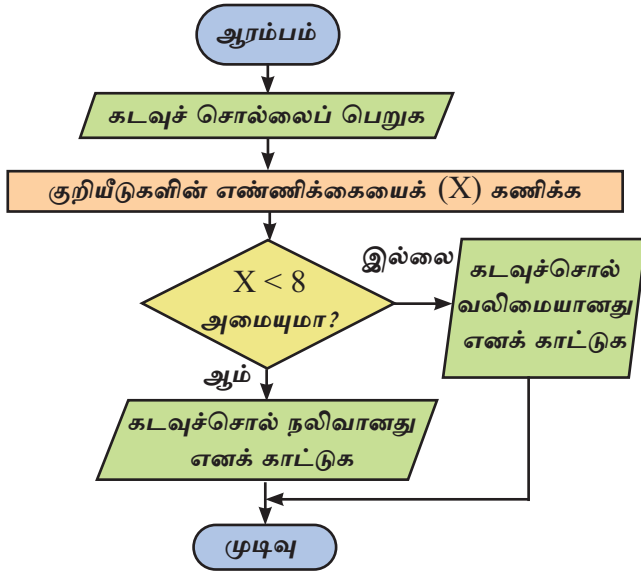 ஆரம்பம்
கடவுச் சொல்லைப் பெறுக
குறியீடுகளின் எண்ணிக்கையைக் (X) கணிக்க
X < 8
அமையுமா?
இல்லை
கடவுச்சொல்
வலிமையானது
எனக் காட்டுக
ஆம்
கடவுச்சொல் நலிவானது
எனக் காட்டுக
முடிவு